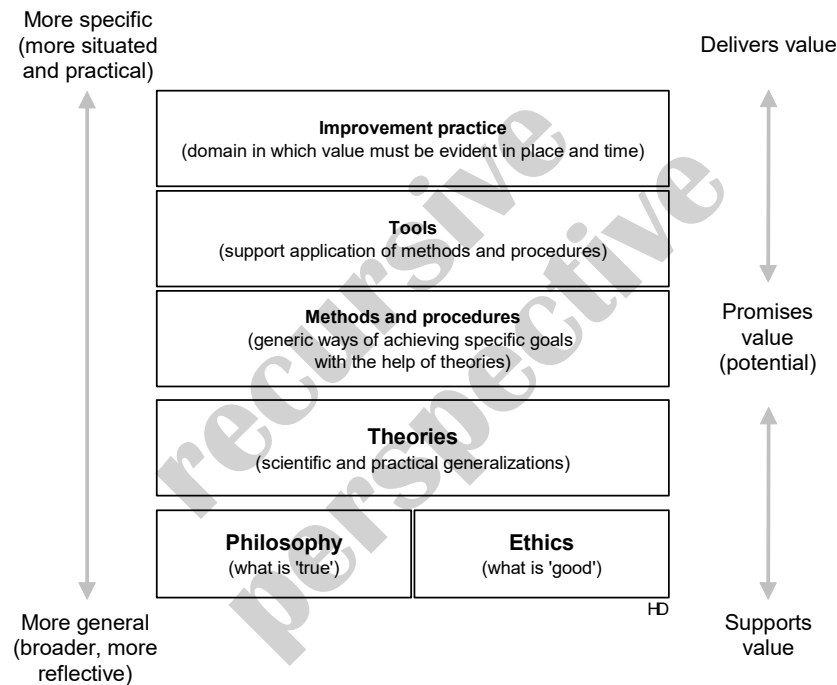 More specific
(more situated
and practical)
Delivers value
Improvement practice
(domain in which value must be evident in place and time)
Tools
(support application of methods and procedures)
Methods and procedures
(generic ways of achieving specific goals
with the help of theories)
Promises
value
(potential)
Theories
(scientific and practical generalizations)
Philosophy
(what is 'true')
Ethics
(what is 'good')
HD
More general
(broader, more
reflective)
Supports
value
recursive
perspective